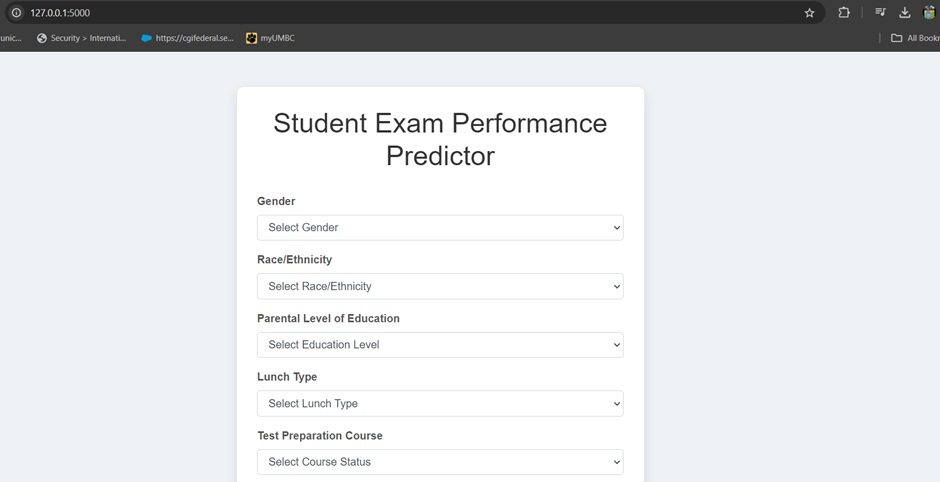 127.0.0.1:5000
unic...
Security > Internati...
https://cgifederal.se...
myUMBC
All Bookm
Student Exam Performance
Predictor
Gender
Select Gender
Race/Ethnicity
Select Race/Ethnicity
Parental Level of Education
Select Education Level
Lunch Type
Select Lunch Type
Test Preparation Course
Select Course Status